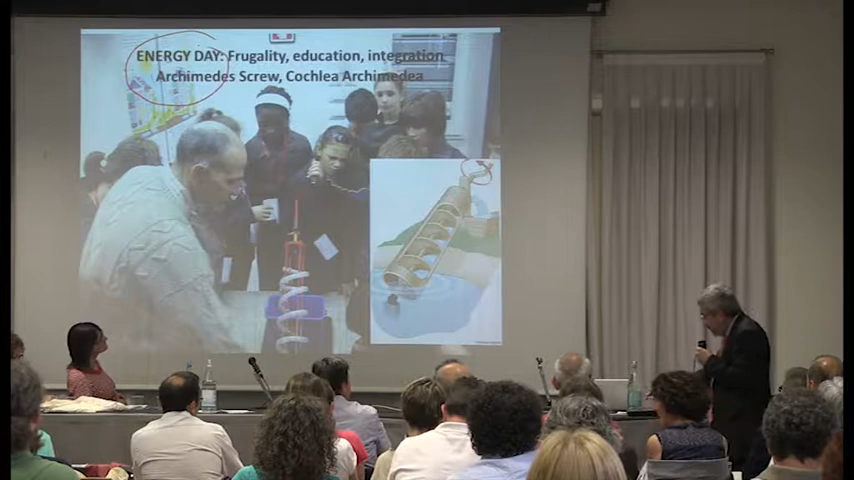 ENERGY DAY: Frugality, education, integration
Archimedes Screw, Cochlea Archimedea